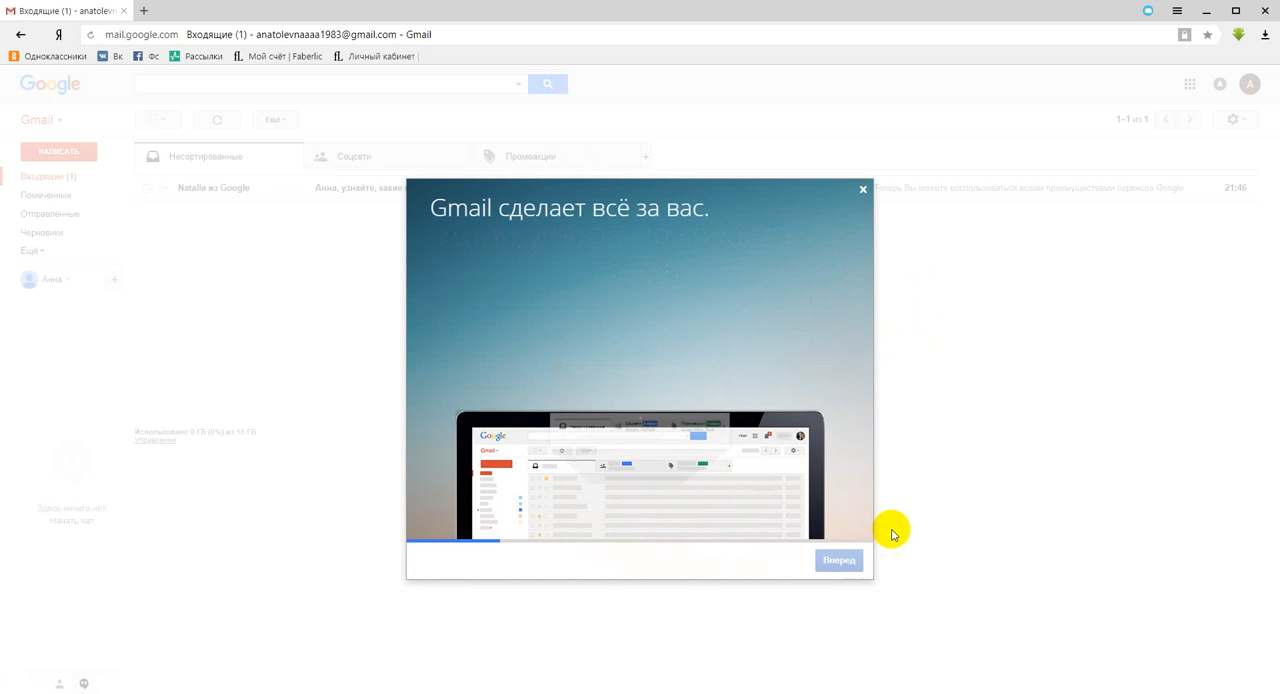 Входящие (1) - anatolevn
mail.google.com Входящие (1) - anatolevnaaaa1983@gmail.com - Gmail
Одноклассники Вк Фс Рассылки Мой счёт | Faberlic Личный кабинет |
Google
Gmail
Ещё
1–1 из 1
НАПИСАТЬ
Несортированные
Соцсети
Промоакции
Входящие (1)
Natalia из Google
Анна, узнайте, какие
Теперь Вы можете воспользоваться всеми преимуществами сервисов Google
21:46
Помеченные
Отправленные
Черновики
Ещё
Анна
Gmail сделает всё за вас.
Google
Gmail
Использовано 0 ГБ (0%) из 15 ГБ
Управление
Здесь ничего нет
Начать чат
Вперед